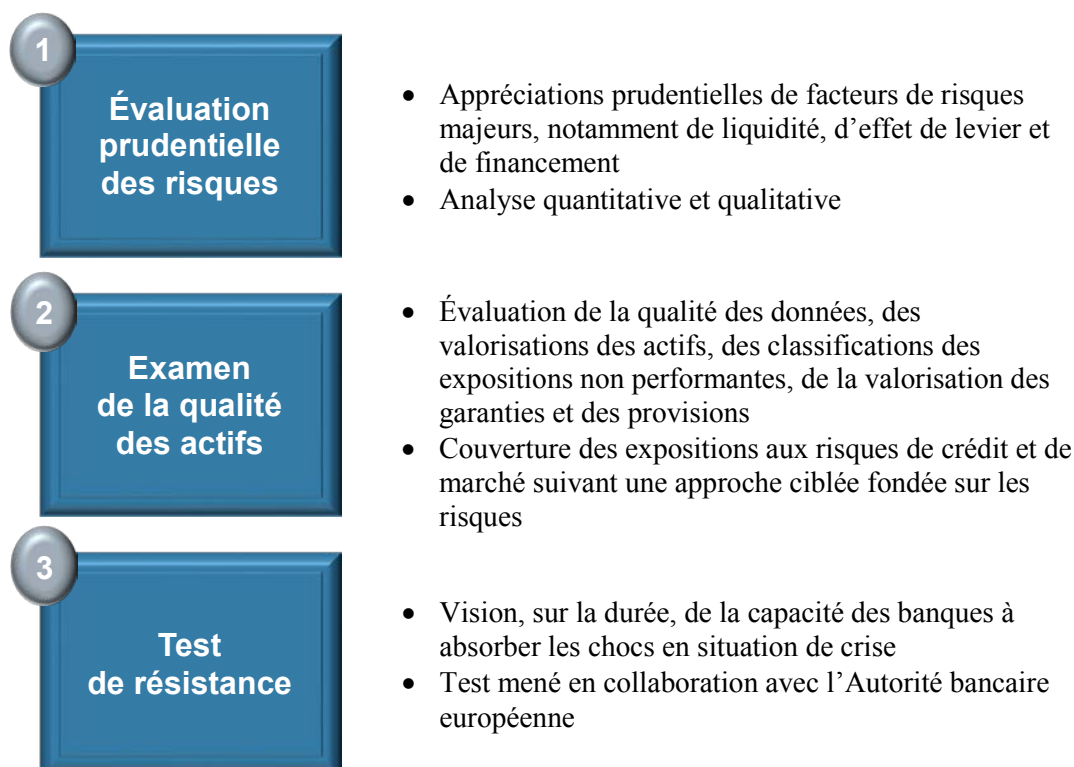 1
Évaluation
prudentielle
des risques
• Appréciations prudentielles de facteurs de risques
majeurs, notamment de liquidité, d’effet de levier et
de financement
• Analyse quantitative et qualitative
2
Examen
de la qualité
des actifs
• Évaluation de la qualité des données, des
valorisations des actifs, des classifications des
expositions non performantes, de la valorisation des
garanties et des provisions
• Couverture des expositions aux risques de crédit et de
marché suivant une approche ciblée fondée sur les
risques
3
Test
de résistance
• Vision, sur la durée, de la capacité des banques à
absorber les chocs en situation de crise
• Test mené en collaboration avec l’Autorité bancaire
européenne